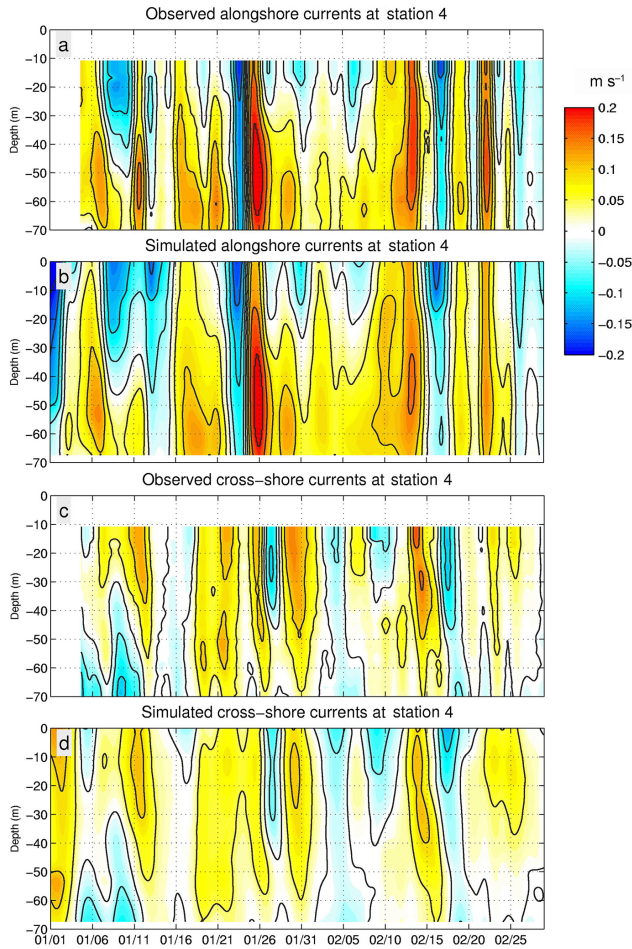 Observed alongshore currents at station 4
a
0
−10
−20
−30
−40
−50
−60
−70
Depth (m)
m s⁻¹
0.2
0.15
0.1
0.05
0
−0.05
−0.1
−0.15
−0.2
Simulated alongshore currents at station 4
b
0
−10
−20
−30
−40
−50
−60
−70
Depth (m)
Observed cross−shore currents at station 4
c
0
−10
−20
−30
−40
−50
−60
−70
Depth (m)
Simulated cross−shore currents at station 4
d
0
−10
−20
−30
−40
−50
−60
−70
Depth (m)
01/01 01/06 01/11 01/16 01/21 01/26 01/31 02/05 02/10 02/15 02/20 02/25